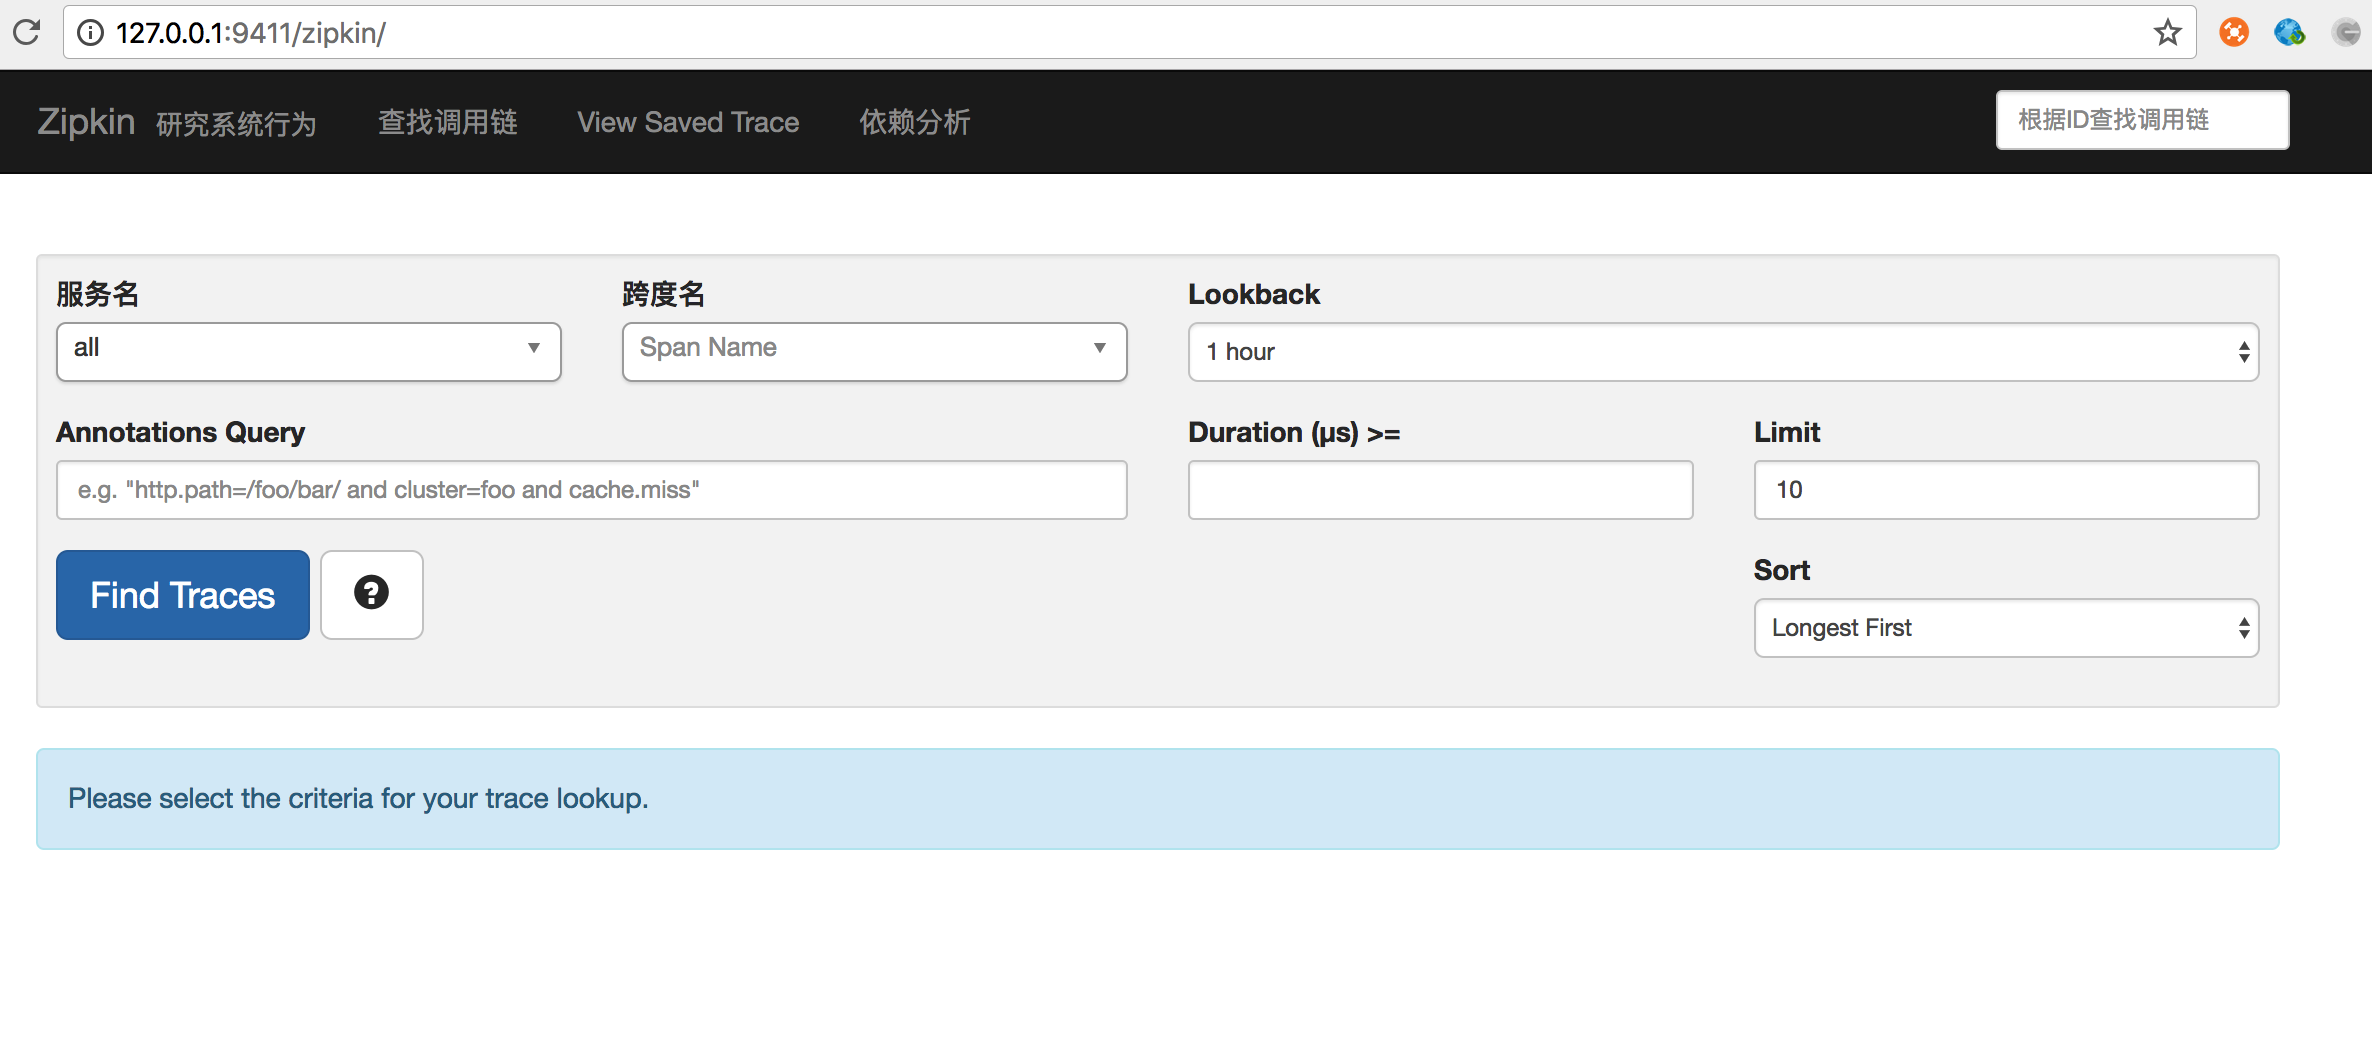 127.0.0.1:9411/zipkin/
Zipkin 研究系统行为 查找调用链 View Saved Trace 依赖分析 根据ID查找调用链
服务名 跨度名 Lookback
all Span Name 1 hour
Annotations Query Duration (µs) >= Limit
e.g. "http.path=/foo/bar/ and cluster=foo and cache.miss" 10
Find Traces ?
Sort
Longest First
Please select the criteria for your trace lookup.